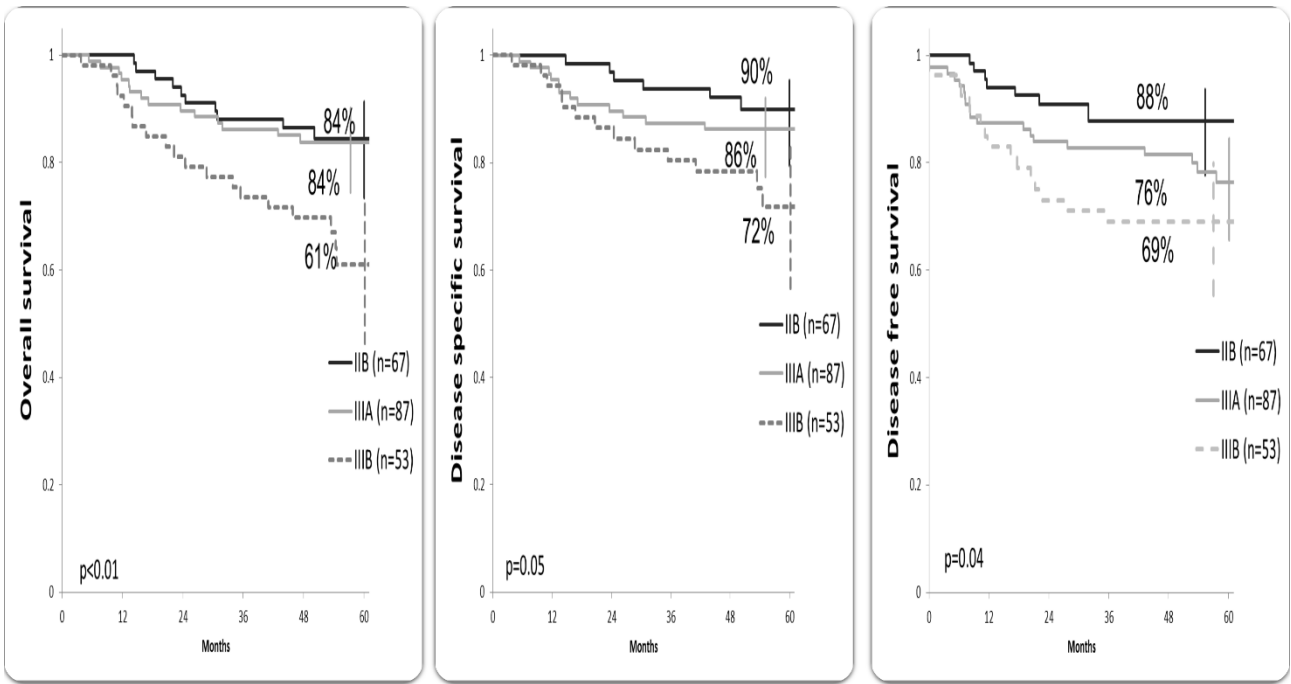 Overall survival
1
0.8
0.6
0.4
0.2
0
84%
84%
61%
IIB (n=67)
IIIA (n=87)
IIIB (n=53)
p<0.01
0 12 24 36 48 60
Months
Disease specific survival
1
0.8
0.6
0.4
0.2
0
90%
86%
72%
IIB (n=67)
IIIA (n=87)
IIIB (n=53)
p=0.05
0 12 24 36 48 60
Months
Disease free survival
1
0.8
0.6
0.4
0.2
0
88%
76%
69%
IIB (n=67)
IIIA (n=87)
IIIB (n=53)
p=0.04
0 12 24 36 48 60
Months